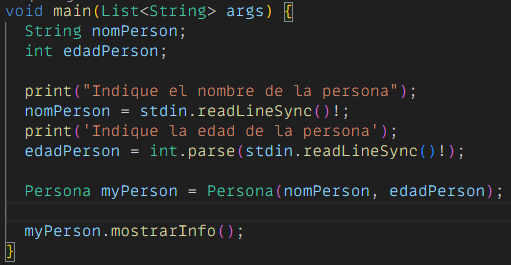 void main(List<String> args) {
  String nomPerson;
  int edadPerson;

  print("Indique el nombre de la persona");
  nomPerson = stdin.readLineSync()!;
  print('Indique la edad de la persona');
  edadPerson = int.parse(stdin.readLineSync()!);

  Persona myPerson = Persona(nomPerson, edadPerson);

  myPerson.mostrarInfo();
}